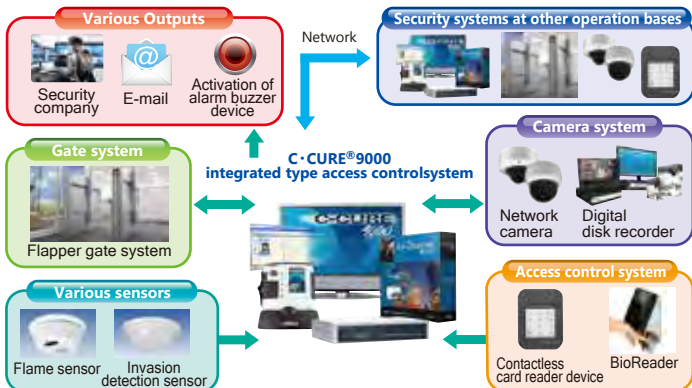 Various Outputs
Security
company
E-mail
Activation of
alarm buzzer
device
Network
Security systems at other operation bases
C・CURE®9000
integrated type access controlsystem
Gate system
Flapper gate system
Camera system
Network
camera
Digital
disk recorder
Various sensors
Flame sensor
Invasion
detection sensor
C•CURE
9000
Access control system
Contactless
card reader device
BioReader